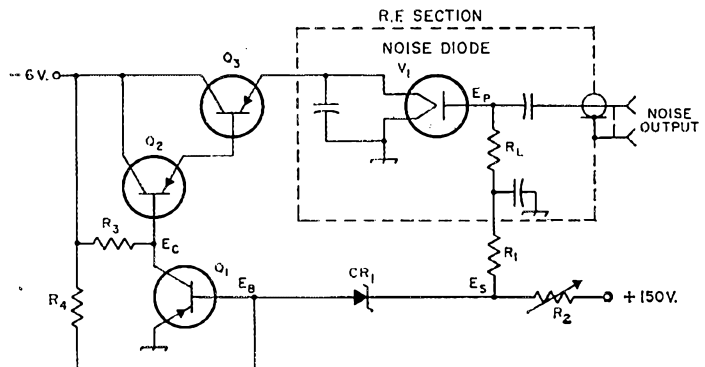 R.F. SECTION
NOISE DIODE
- 6V.
Q3
V1
EP
NOISE
OUTPUT
Q2
RL
R3
EC
R1
Q1
EB
CR1
ES
+ 150V.
R4
R2